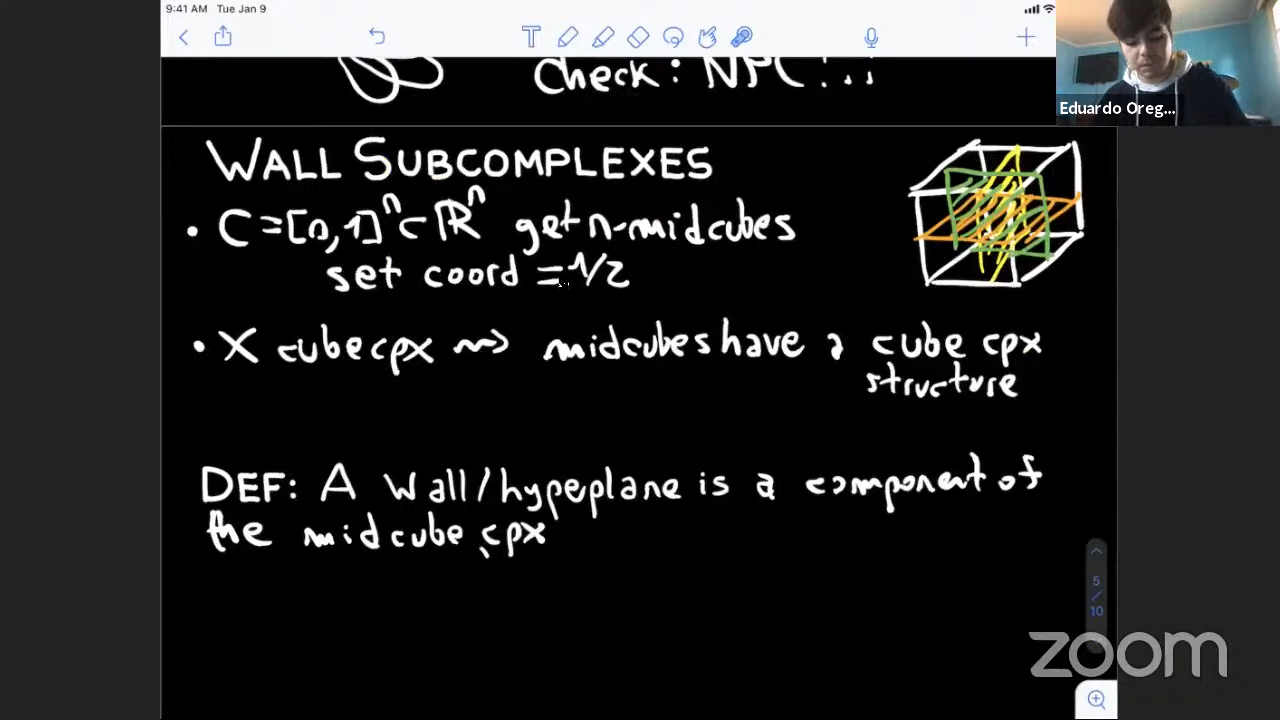 9:41 AM Tue Jan 9
Check: NPC !..
Eduardo Oreg...
WALL SUBCOMPLEXES
• C=[0,1]ⁿ⊂ℝⁿ get n-midcubes
set coord =1/2
• X cube cpx ⇝ midcubes have a cube cpx
structure
DEF: A Wall/hypeplane is a component of
the midcube cpx
5
/
10
zoom